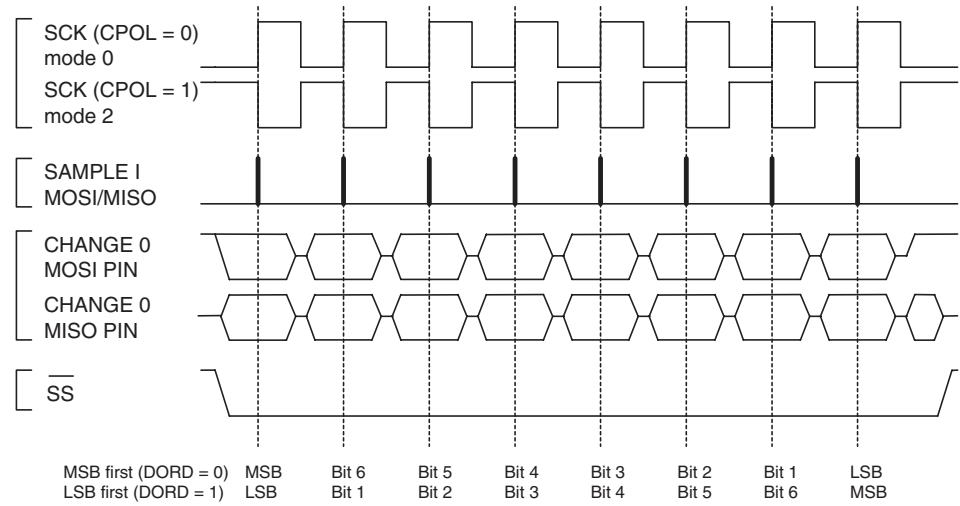 SCK (CPOL = 0)
mode 0
SCK (CPOL = 1)
mode 2
SAMPLE I
MOSI/MISO
CHANGE 0
MOSI PIN
CHANGE 0
MISO PIN
SS
MSB first (DORD = 0) MSB Bit 6 Bit 5 Bit 4 Bit 3 Bit 2 Bit 1 LSB
LSB first (DORD = 1) LSB Bit 1 Bit 2 Bit 3 Bit 4 Bit 5 Bit 6 MSB